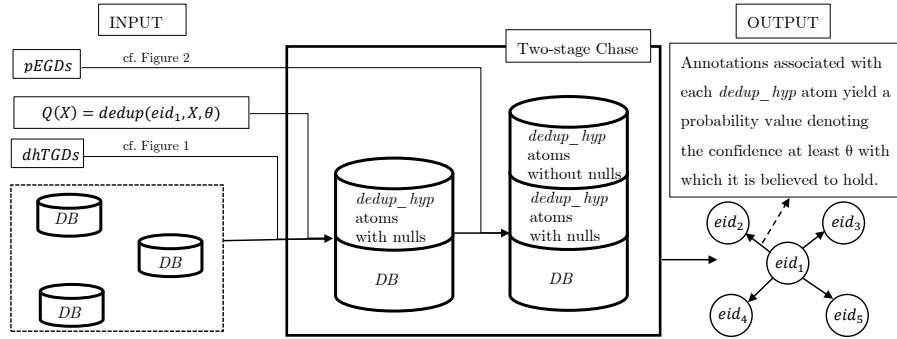 INPUT
pEGDs
cf. Figure 2
Q(X) = dedup(eid₁, X, θ)
dhTGDs
cf. Figure 1
DB
DB
DB
Two-stage Chase
dedup_hyp
atoms
with nulls
DB
dedup_hyp
atoms
without nulls
dedup_hyp
atoms
with nulls
DB
OUTPUT
Annotations associated with
each dedup_hyp atom yield a
probability value denoting
the confidence at least θ with
which it is believed to hold.
eid₂
eid₃
eid₁
eid₄
eid₅